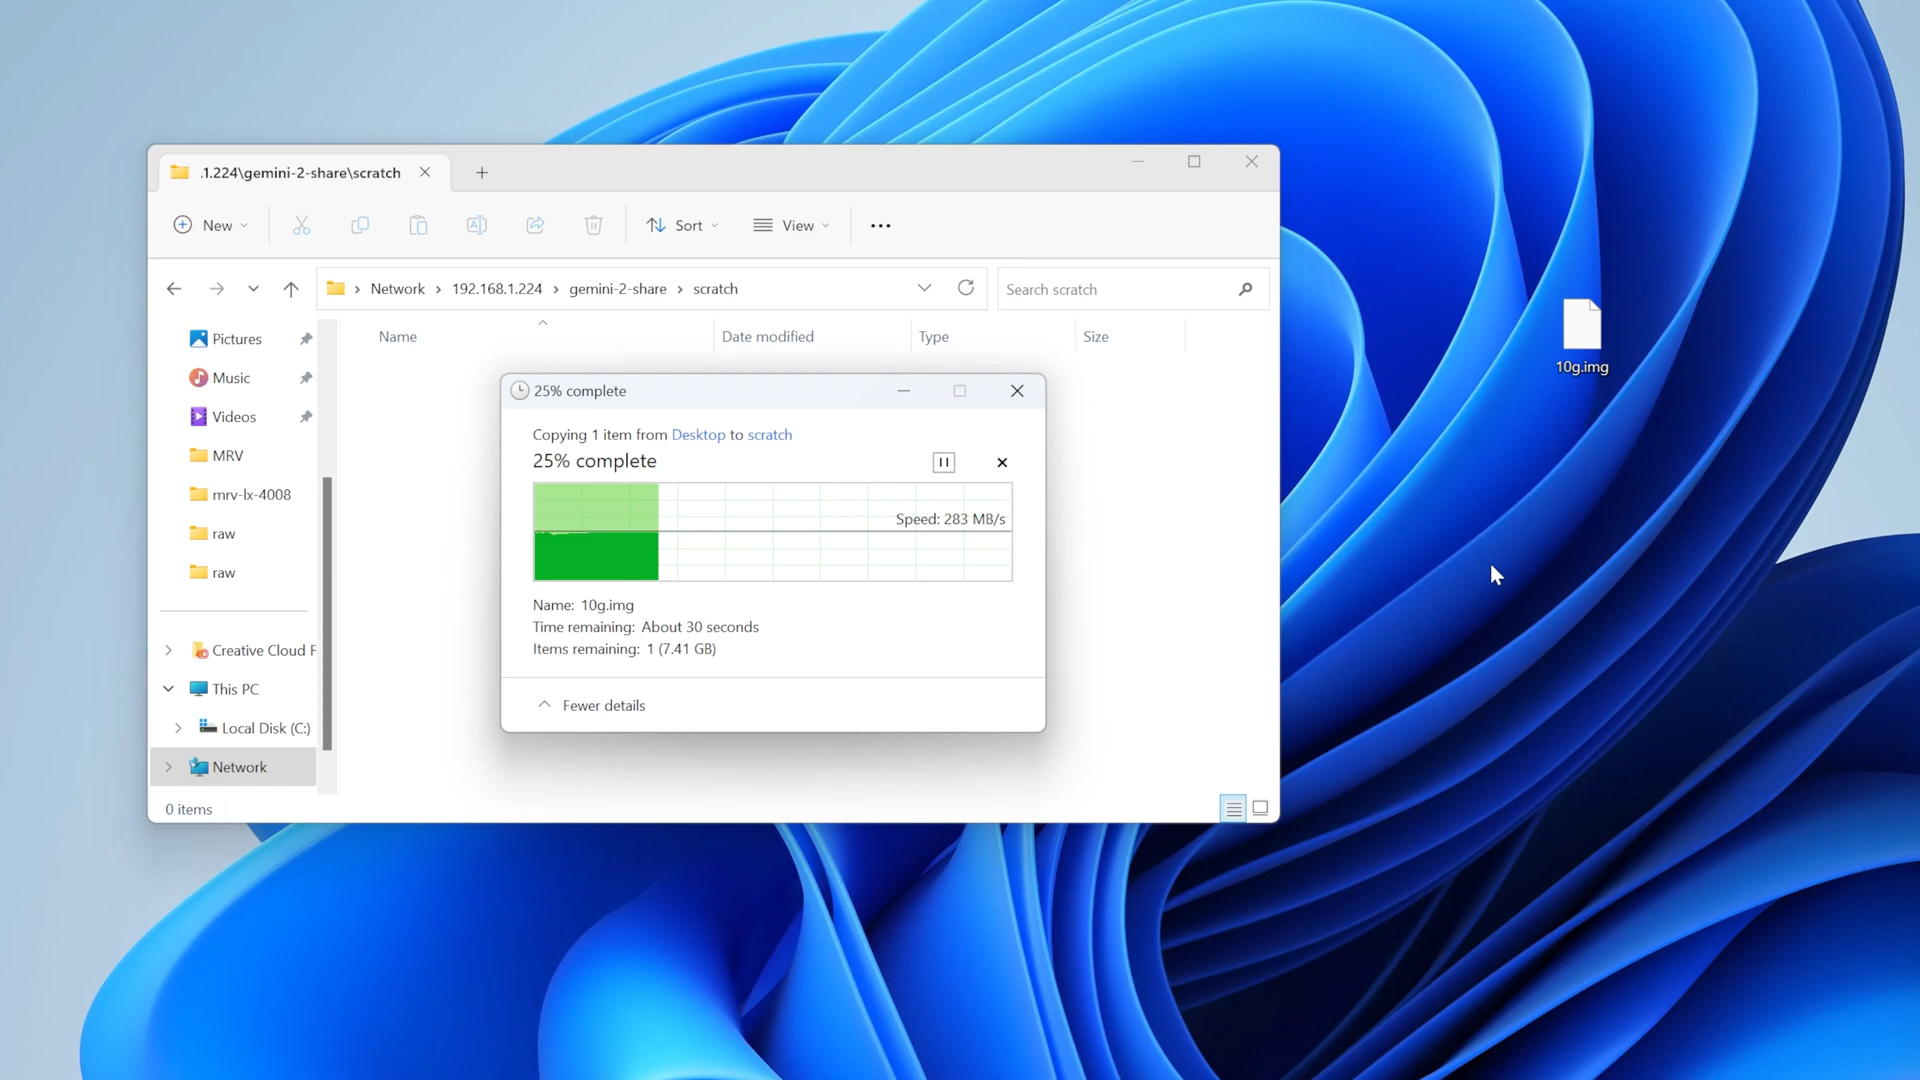 .1.224\gemini-2-share\scratch
New
Sort
View
Network
192.168.1.224
gemini-2-share
scratch
Search scratch
Name
Date modified
Type
Size
Pictures
Music
Videos
MRV
mrv-lx-4008
raw
raw
Creative Cloud F
This PC
Local Disk (C:)
Network
0 items
25% complete
Copying 1 item from Desktop to scratch
25% complete
Speed: 283 MB/s
Name: 10g.img
Time remaining: About 30 seconds
Items remaining: 1 (7.41 GB)
Fewer details
10g.img